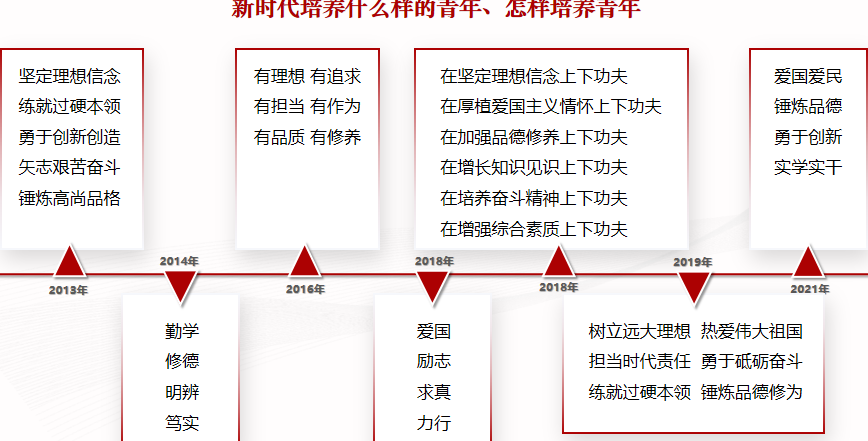 新时代培养什么样的青年、怎样培养青年
坚定理想信念
练就过硬本领
勇于创新创造
矢志艰苦奋斗
锤炼高尚品格
2013年
2014年
勤学
修德
明辨
笃实
有理想 有追求
有担当 有作为
有品质 有修养
2016年
2018年
爱国
励志
求真
力行
在坚定理想信念上下功夫
在厚植爱国主义情怀上下功夫
在加强品德修养上下功夫
在增长知识见识上下功夫
在培养奋斗精神上下功夫
在增强综合素质上下功夫
2018年
2019年
树立远大理想 热爱伟大祖国
担当时代责任 勇于砥砺奋斗
练就过硬本领 锤炼品德修为
爱国爱民
锤炼品德
勇于创新
实学实干
2021年